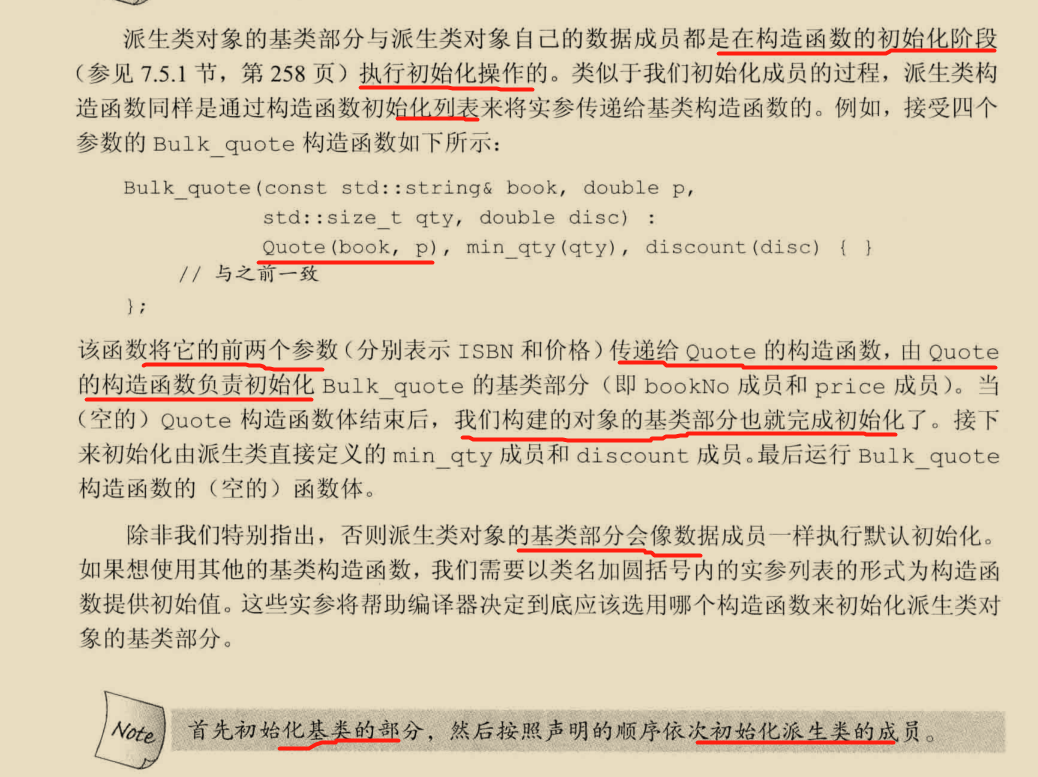 派生类对象的基类部分与派生类对象自己的数据成员都是在构造函数的初始化阶段
（参见 7.5.1 节，第 258 页）执行初始化操作的。类似于我们初始化成员的过程，派生类构
造函数同样是通过构造函数初始化列表来将实参传递给基类构造函数的。例如，接受四个
参数的 Bulk_quote 构造函数如下所示：
Bulk_quote(const std::string& book, double p,
std::size_t qty, double disc) :
Quote(book, p), min_qty(qty), discount(disc) { }
// 与之前一致
};
该函数将它的前两个参数（分别表示 ISBN 和价格）传递给 Quote 的构造函数，由 Quote
的构造函数负责初始化 Bulk_quote 的基类部分（即 bookNo 成员和 price 成员）。当
（空的）Quote 构造函数体结束后，我们构建的对象的基类部分也就完成初始化了。接下
来初始化由派生类直接定义的 min_qty 成员和 discount 成员。最后运行 Bulk_quote
构造函数的（空的）函数体。
除非我们特别指出，否则派生类对象的基类部分会像数据成员一样执行默认初始化。
如果想使用其他的基类构造函数，我们需要以类名加圆括号内的实参列表的形式为构造函
数提供初始值。这些实参将帮助编译器决定到底应该选用哪个构造函数来初始化派生类对
象的基类部分。
Note 首先初始化基类的部分，然后按照声明的顺序依次初始化派生类的成员。